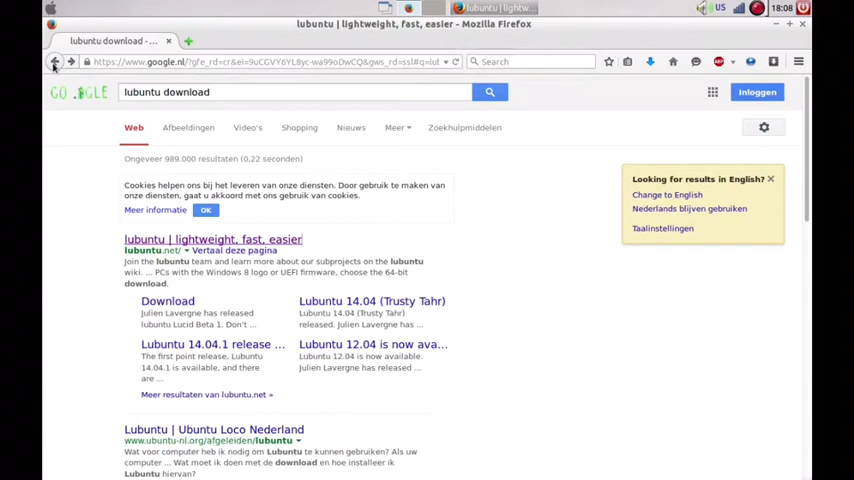 lubuntu | lightw...
US
18:08
lubuntu | lightweight, fast, easier - Mozilla Firefox
lubuntu download - ...
https://www.google.nl/?gfe_rd=cr&ei=9uCGVY6YL8yc-wa99oDwCQ&gws_rd=ssl#q=lul
Search
lubuntu download
Inloggen
Web Afbeeldingen Video's Shopping Nieuws Meer Zoekhulpmiddelen
Ongeveer 989.000 resultaten (0,22 seconden)
Cookies helpen ons bij het leveren van onze diensten. Door gebruik te maken van
onze diensten, gaat u akkoord met ons gebruik van cookies.
Meer informatie OK
Looking for results in English?
Change to English
Nederlands blijven gebruiken
Taalinstellingen
lubuntu | lightweight, fast, easier
lubuntu.net/ Vertaal deze pagina
Join the lubuntu team and learn more about our subprojects on the lubuntu
wiki. ... PCs with the Windows 8 logo or UEFI firmware, choose the 64-bit
download.
Download
Julien Lavergne has released
lubuntu Lucid Beta 1. Don't ...
Lubuntu 14.04 (Trusty Tahr)
Lubuntu 14.04 (Trusty Tahr)
released. Julien Lavergne has ...
Lubuntu 14.04.1 release ...
The first point release, Lubuntu
14.04.1 is available, and there
are ...
Lubuntu 12.04 is now ava...
Lubuntu 12.04 is now available.
Julien Lavergne has released ...
Meer resultaten van lubuntu.net »
Lubuntu | Ubuntu Loco Nederland
www.ubuntu-nl.org/afgeleiden/lubuntu
Wat voor computer heb ik nodig om Lubuntu te kunnen gebruiken? Als uw
computer ... Wat moet ik doen met de download en hoe installeer ik
Lubuntu hiervan?